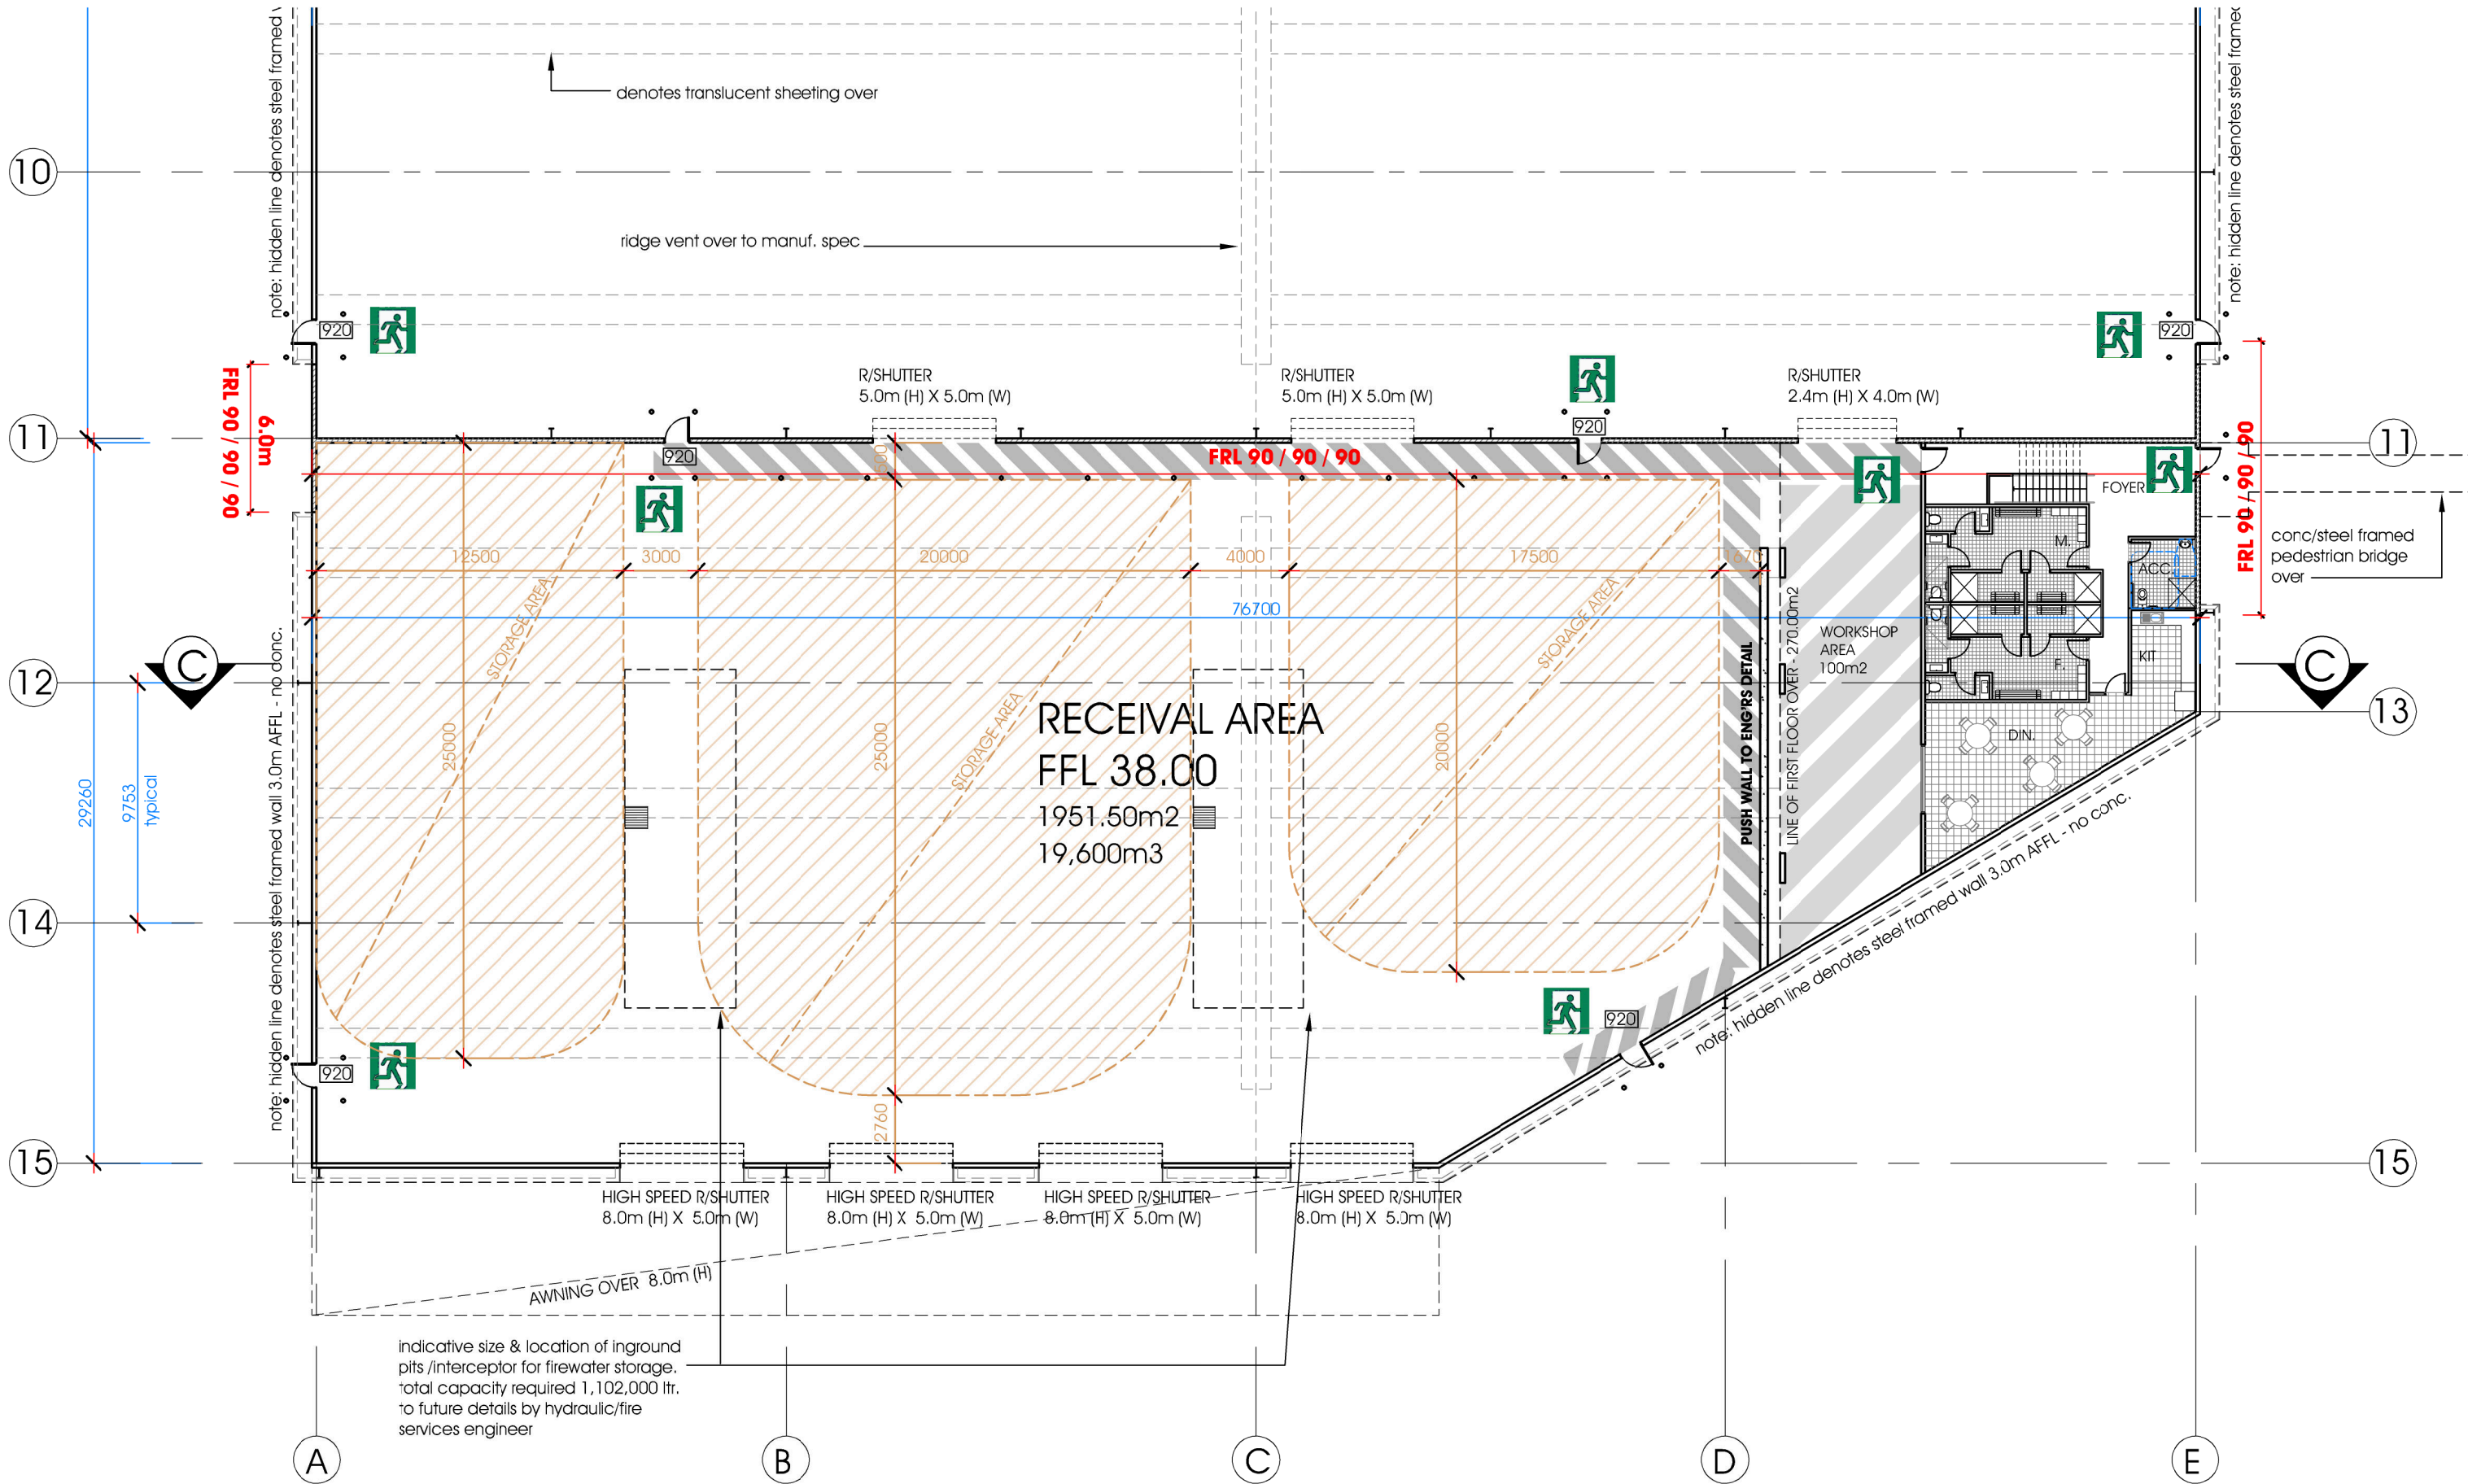 note: hidden line denotes steel framed
note: hidden line denotes steel framed
denotes translucent sheeting over
10
ridge vent over to manuf. spec
920
920
R/SHUTTER
5.0m (H) X 5.0m (W)
R/SHUTTER
5.0m (H) X 5.0m (W)
R/SHUTTER
2.4m (H) X 4.0m (W)
FRL 90 / 90 / 90
6.0m
11
920
920
FRL 90 / 90 / 90
FRL 90 / 90 / 90
11
FOYER
conc/steel framed
pedestrian bridge
over
12500
3000
20000
4000
17500
1670
M.
ACC.
76700
STORAGE AREA
STORAGE AREA
STORAGE AREA
WORKSHOP
AREA
100m2
F.
KIT
C
C
12
13
RECEIVAL AREA
FFL 38.00
1951.50m2
19,600m3
25000
25000
20000
PUSH WALL TO ENG'RS DETAIL
LINE OF FIRST FLOOR OVER - 270.00m2
DIN.
29260
9753
typical
note: hidden line denotes steel framed wall 3.0m AFFL - no conc.
note: hidden line denotes steel framed wall 3.0m AFFL - no conc.
14
920
920
2760
15
15
HIGH SPEED R/SHUTTER
8.0m (H) X 5.0m (W)
HIGH SPEED R/SHUTTER
8.0m (H) X 5.0m (W)
HIGH SPEED R/SHUTTER
8.0m (H) X 5.0m (W)
HIGH SPEED R/SHUTTER
8.0m (H) X 5.0m (W)
AWNING OVER 8.0m (H)
indicative size & location of inground
pits /interceptor for firewater storage.
total capacity required 1,102,000 ltr.
to future details by hydraulic/fire
services engineer
A
B
C
D
E